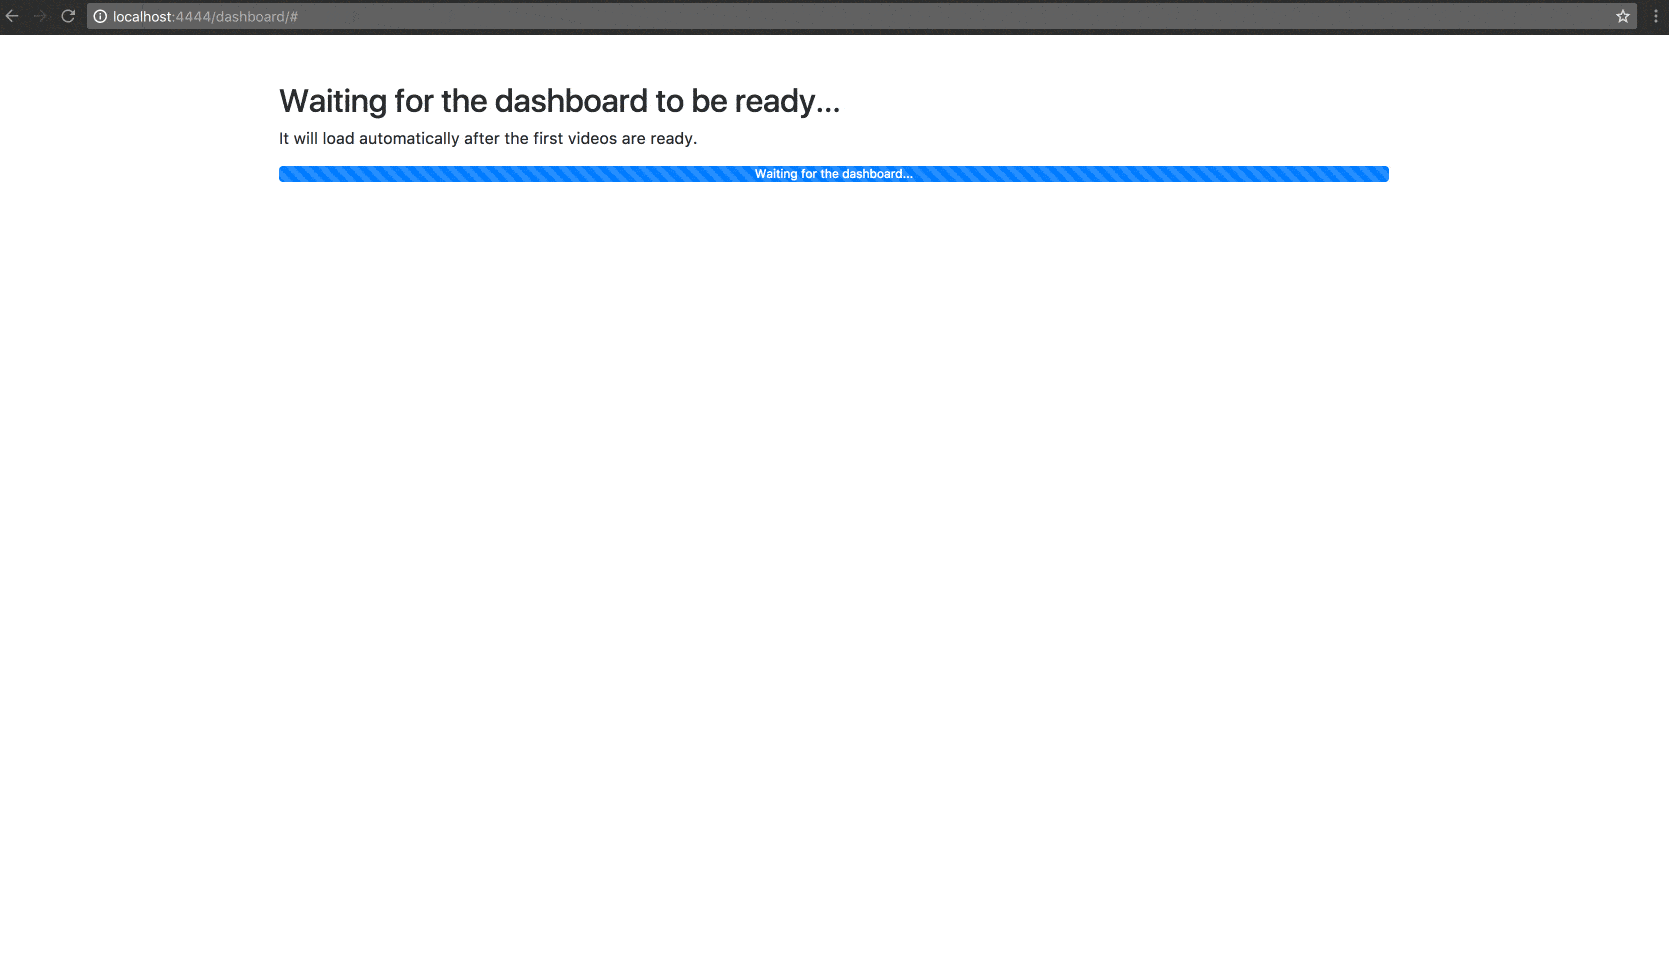 localhost:4444/dashboard/#
Waiting for the dashboard to be ready...
It will load automatically after the first videos are ready.
Waiting for the dashboard...